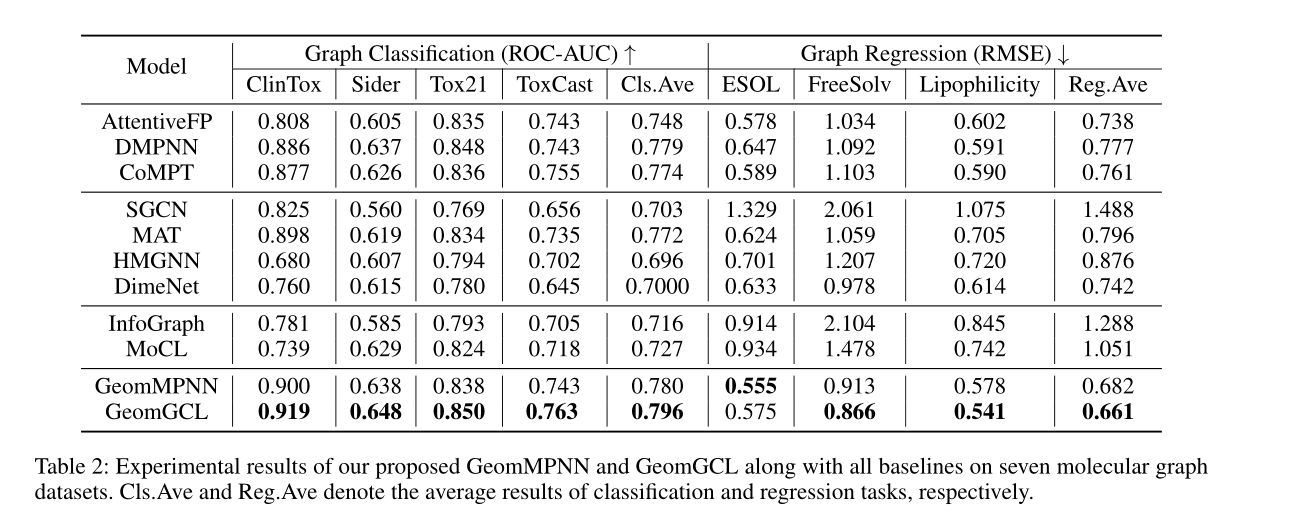 Model Graph Classification (ROC-AUC) ↑ Graph Regression (RMSE) ↓
ClinTox Sider Tox21 ToxCast Cls.Ave ESOL FreeSolv Lipophilicity Reg.Ave
AttentiveFP 0.808 0.605 0.835 0.743 0.748 0.578 1.034 0.602 0.738
DMPNN 0.886 0.637 0.848 0.743 0.779 0.647 1.092 0.591 0.777
CoMPT 0.877 0.626 0.836 0.755 0.774 0.589 1.103 0.590 0.761
SGCN 0.825 0.560 0.769 0.656 0.703 1.329 2.061 1.075 1.488
MAT 0.898 0.619 0.834 0.735 0.772 0.624 1.059 0.705 0.796
HMGNN 0.680 0.607 0.794 0.702 0.696 0.701 1.207 0.720 0.876
DimeNet 0.760 0.615 0.780 0.645 0.7000 0.633 0.978 0.614 0.742
InfoGraph 0.781 0.585 0.793 0.705 0.716 0.914 2.104 0.845 1.288
MoCL 0.739 0.629 0.824 0.718 0.727 0.934 1.478 0.742 1.051
GeomMPNN 0.900 0.638 0.838 0.743 0.780 0.555 0.913 0.578 0.682
GeomGCL 0.919 0.648 0.850 0.763 0.796 0.575 0.866 0.541 0.661
Table 2: Experimental results of our proposed GeomMPNN and GeomGCL along with all baselines on seven molecular graph
datasets. Cls.Ave and Reg.Ave denote the average results of classification and regression tasks, respectively.